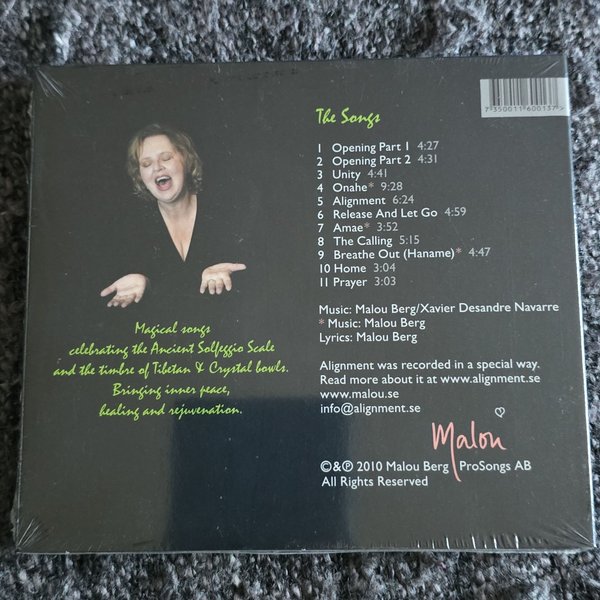 7 350011 600137 >
The Songs
1 Opening Part 1 4:27
2 Opening Part 2 4:31
3 Unity 4:41
4 Onahe* 9:28
5 Alignment 6:24
6 Release And Let Go 4:59
7 Amae* 3:52
8 The Calling 5:15
9 Breathe Out (Haname)* 4:47
10 Home 3:04
11 Prayer 3:03
Music: Malou Berg/Xavier Desandre Navarre
* Music: Malou Berg
Lyrics: Malou Berg
Magical songs
celebrating the Ancient Solfeggio Scale
and the timbre of Tibetan & Crystal bowls.
Bringing inner peace,
healing and rejuvenation.
Alignment was recorded in a special way.
Read more about it at www.alignment.se
www.malou.se
info@alignment.se
Malou
©&℗ 2010 Malou Berg ProSongs AB
All Rights Reserved